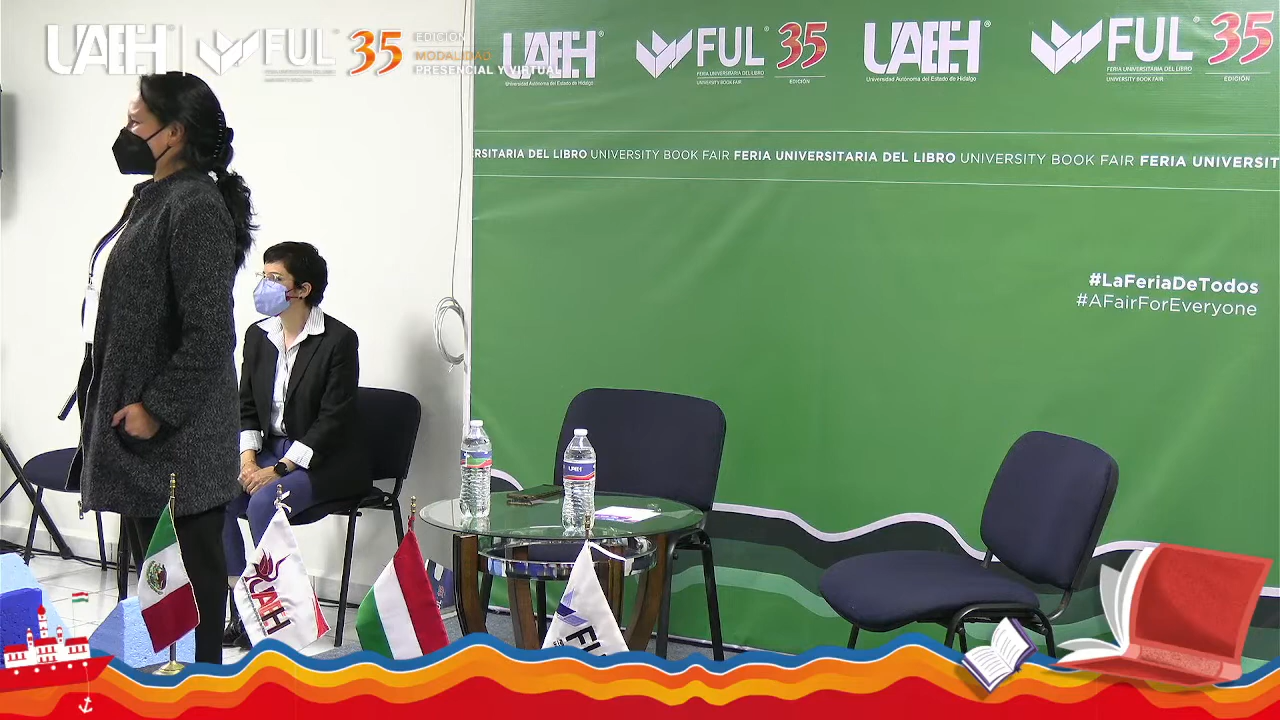 UAEH FUL 35 EDICIÓN
MODALIDAD
PRESENCIAL Y VIRTUAL
UAEH
Universidad Autónoma del Estado de Hidalgo
FUL 35
FERIA UNIVERSITARIA DEL LIBRO
UNIVERSITY BOOK FAIR
EDICIÓN
UAEH
Universidad Autónoma del Estado de Hidalgo
FUL 35
FERIA UNIVERSITARIA DEL LIBRO
UNIVERSITY BOOK FAIR
EDICIÓN
RSITARIA DEL LIBRO UNIVERSITY BOOK FAIR FERIA UNIVERSITARIA DEL LIBRO UNIVERSITY BOOK FAIR FERIA UNIVERSIT
#LaFeriaDeTodos
#AFairForEveryone
UAEH
UAEH
FUL